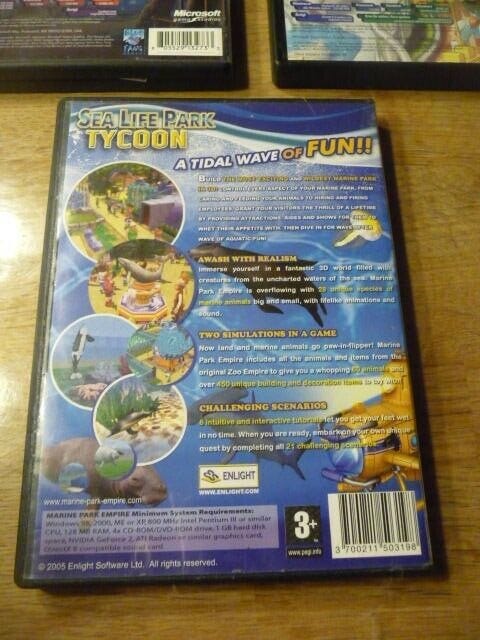 Microsoft
game studios
8 05529 13273 3
SEA LIFE PARK
TYCOON
A TIDAL WAVE OF FUN!!
BUILD THE MOST EXCITING AND WILDEST MARINE PARK
IN 3D! CONTROL EVERY ASPECT OF YOUR MARINE PARK, FROM
CARING AND FEEDING YOUR ANIMALS TO HIRING AND FIRING
EMPLOYEES. GRANT YOUR VISITORS THE THRILL OF A LIFETIME
BY PROVIDING ATTRACTIONS, RIDES AND SHOWS FOR THEM TO
WHET THEIR APPETITE WITH. THEN DIVE IN FOR WAVE AFTER
WAVE OF AQUATIC FUN!
AWASH WITH REALISM
Immerse yourself in a fantastic 3D world filled with
creatures from the uncharted waters of the sea. Marine
Park Empire is overflowing with 23 unique species of
marine animals big and small, with lifelike animations and
sound.
TWO SIMULATIONS IN A GAME
Now land and marine animals go paw-in-flipper! Marine
Park Empire includes all the animals and items from the
original Zoo Empire to give you a whopping 60 animals and
over 450 unique building and decoration items to toy with!
CHALLENGING SCENARIOS
6 intuitive and interactive tutorials let you get your feet wet
in no time. When you are ready, embark on your own unique
quest by completing all 21 challenging scenarios.
ENLIGHT
WWW.ENLIGHT.COM
www.marine-park-empire.com
MARINE PARK EMPIRE Minimum System Requirements:
Windows 98, 2000, ME or XP, 800 MHz Intel Pentium III or similar
CPU, 128 MB RAM, 4x CD-ROM/DVD-ROM drive, 1 GB hard disk
space, NVIDIA GeForce 2, ATI Radeon or similar graphics card,
DirectX 8 compatible sound card
© 2005 Enlight Software Ltd. All rights reserved.
3+
www.pegi.info
3 700211 503198